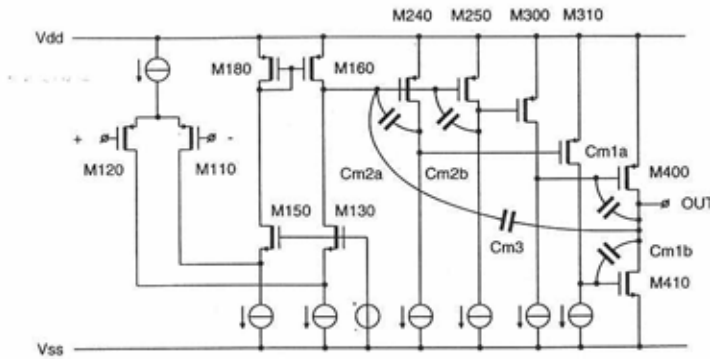 M240 M250 M300 M310
Vdd
M180 M160
+ -
M120 M110
Cm1a
Cm2a Cm2b
M400
OUT
M150 M130
Cm3
Cm1b
M410
Vss